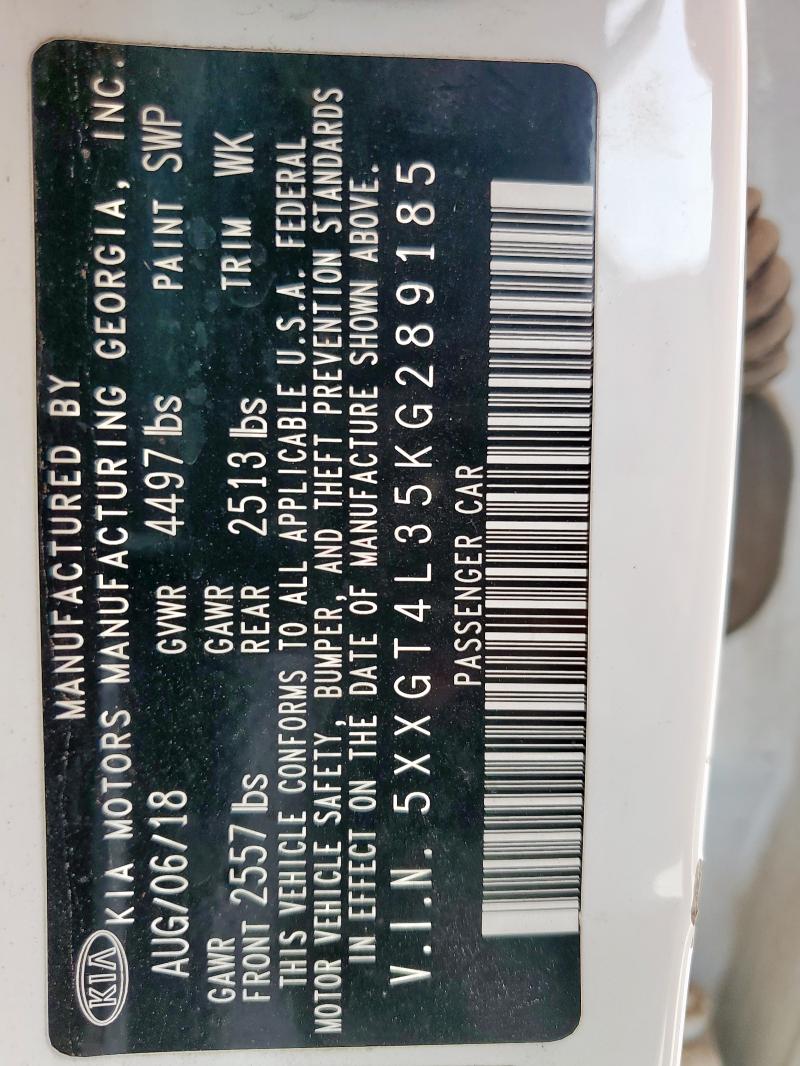 MANUFACTURED BY
KIA KIA MOTORS MANUFACTURING GEORGIA, INC.
AUG/06/18 GVWR 4497 lbs PAINT SWP
GAWR FRONT 2557 lbs GAWR REAR 2513 lbs TRIM WK
THIS VEHICLE CONFORMS TO ALL APPLICABLE U.S.A. FEDERAL
MOTOR VEHICLE SAFETY, BUMPER, AND THEFT PREVENTION STANDARDS
IN EFFECT ON THE DATE OF MANUFACTURE SHOWN ABOVE.
V.I.N. 5XXGT4L35KG289185
PASSENGER CAR